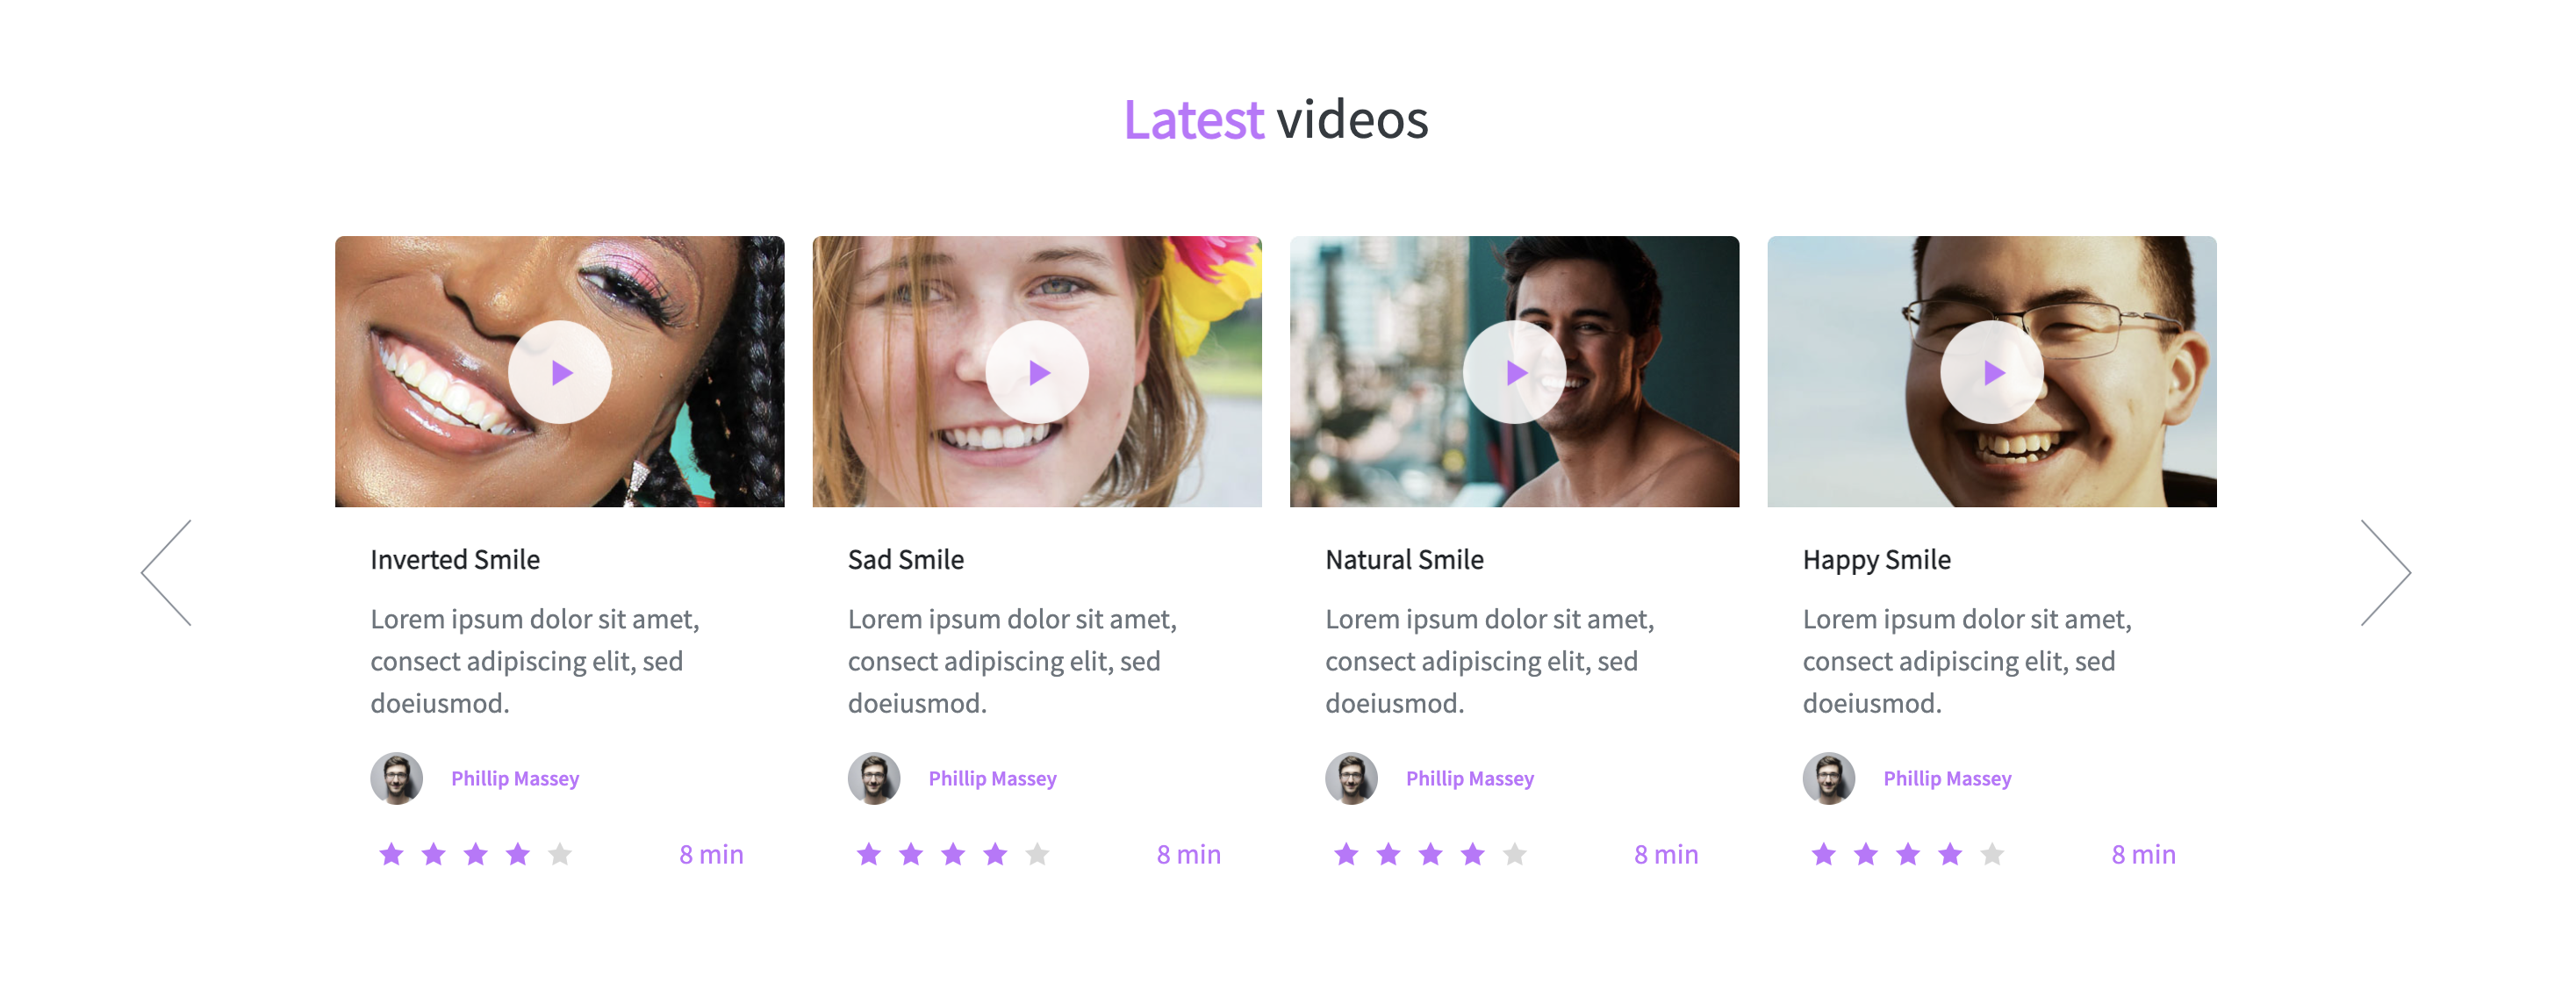 Latest videos
Inverted Smile
Lorem ipsum dolor sit amet,
consect adipiscing elit, sed
doeiusmod.
Phillip Massey
8 min
Sad Smile
Lorem ipsum dolor sit amet,
consect adipiscing elit, sed
doeiusmod.
Phillip Massey
8 min
Natural Smile
Lorem ipsum dolor sit amet,
consect adipiscing elit, sed
doeiusmod.
Phillip Massey
8 min
Happy Smile
Lorem ipsum dolor sit amet,
consect adipiscing elit, sed
doeiusmod.
Phillip Massey
8 min